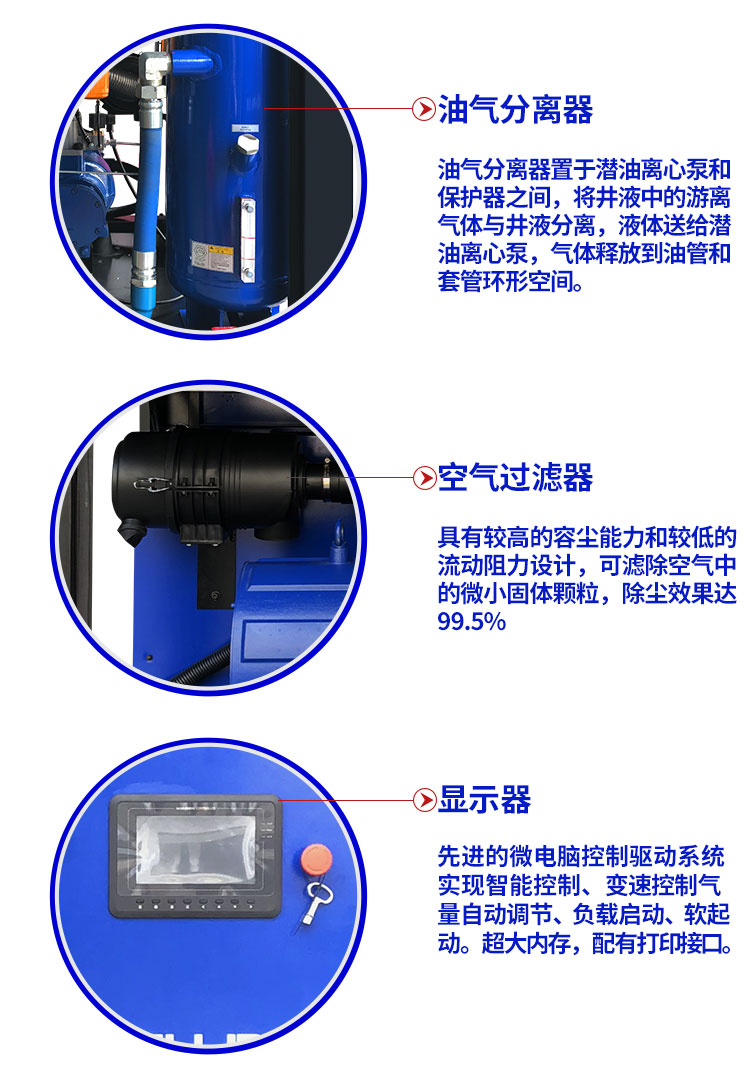 油气分离器
油气分离器置于潜油离心泵和
保护器之间，将井液中的游离
气体与井液分离，液体送给潜
油离心泵，气体释放到油管和
套管环形空间。
空气过滤器
具有较高的容尘能力和较低的
流动阻力设计，可滤除空气中
的微小固体颗粒，除尘效果达
99.5%
显示器
先进的微电脑控制驱动系统
实现智能控制、变速控制气
量自动调节、负载启动、软起
动。超大内存，配有打印接口。